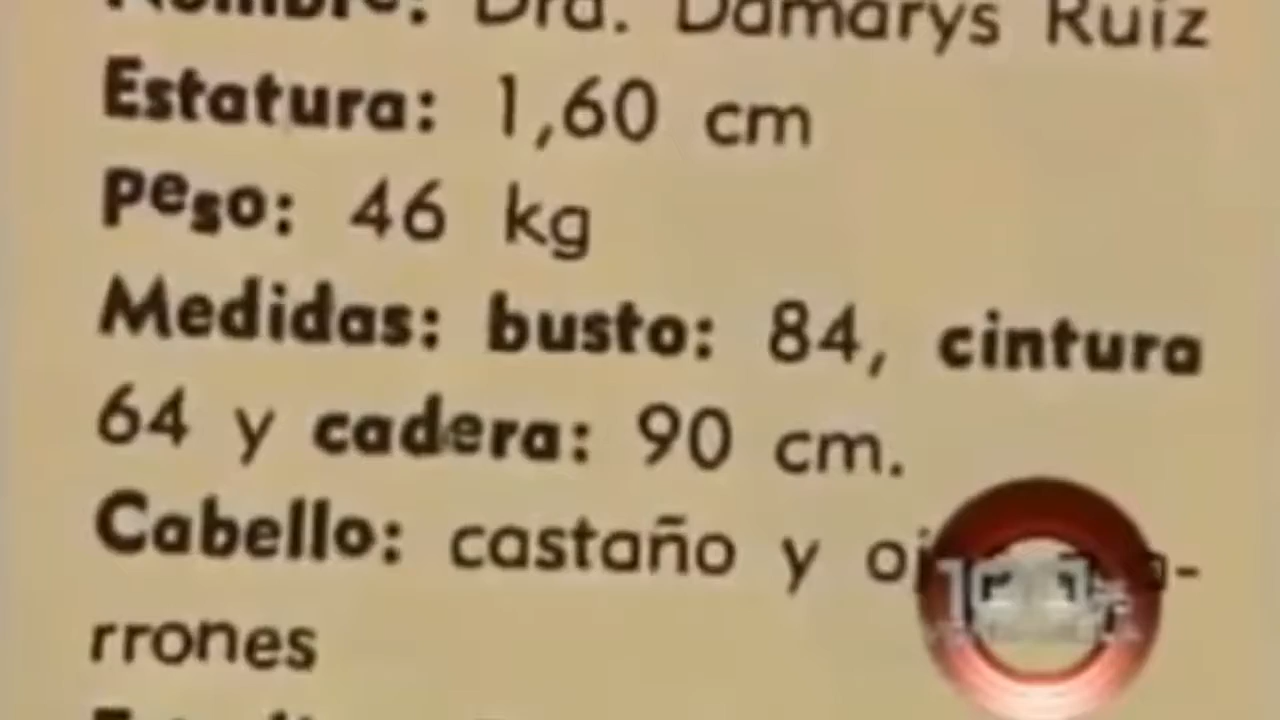 Nombre: Dra. Damarys Ruiz
Estatura: 1,60 cm
peso: 46 kg
Medidas: busto: 84, cintura
64 y cadera: 90 cm.
Cabello: castaño y
rrones